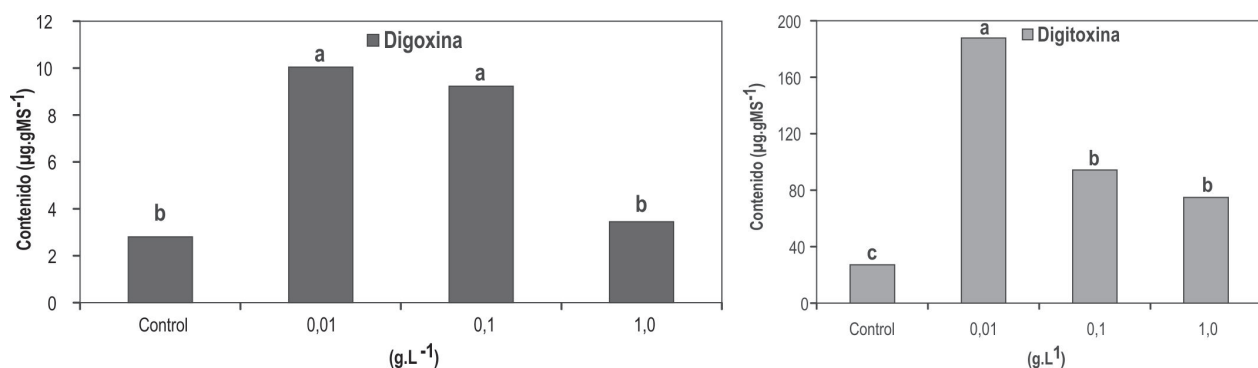 12
10
8
6
4
2
0
Contenido (µg.gMS-1)
Digoxina
b
a
a
b
Control
0,01
0,1
1,0
(g.L -1)
200
160
120
80
40
0
Contenido (µg.gMS-1)
Digitoxina
c
a
b
b
Control
0,01
0,1
1,0
(g.L1)